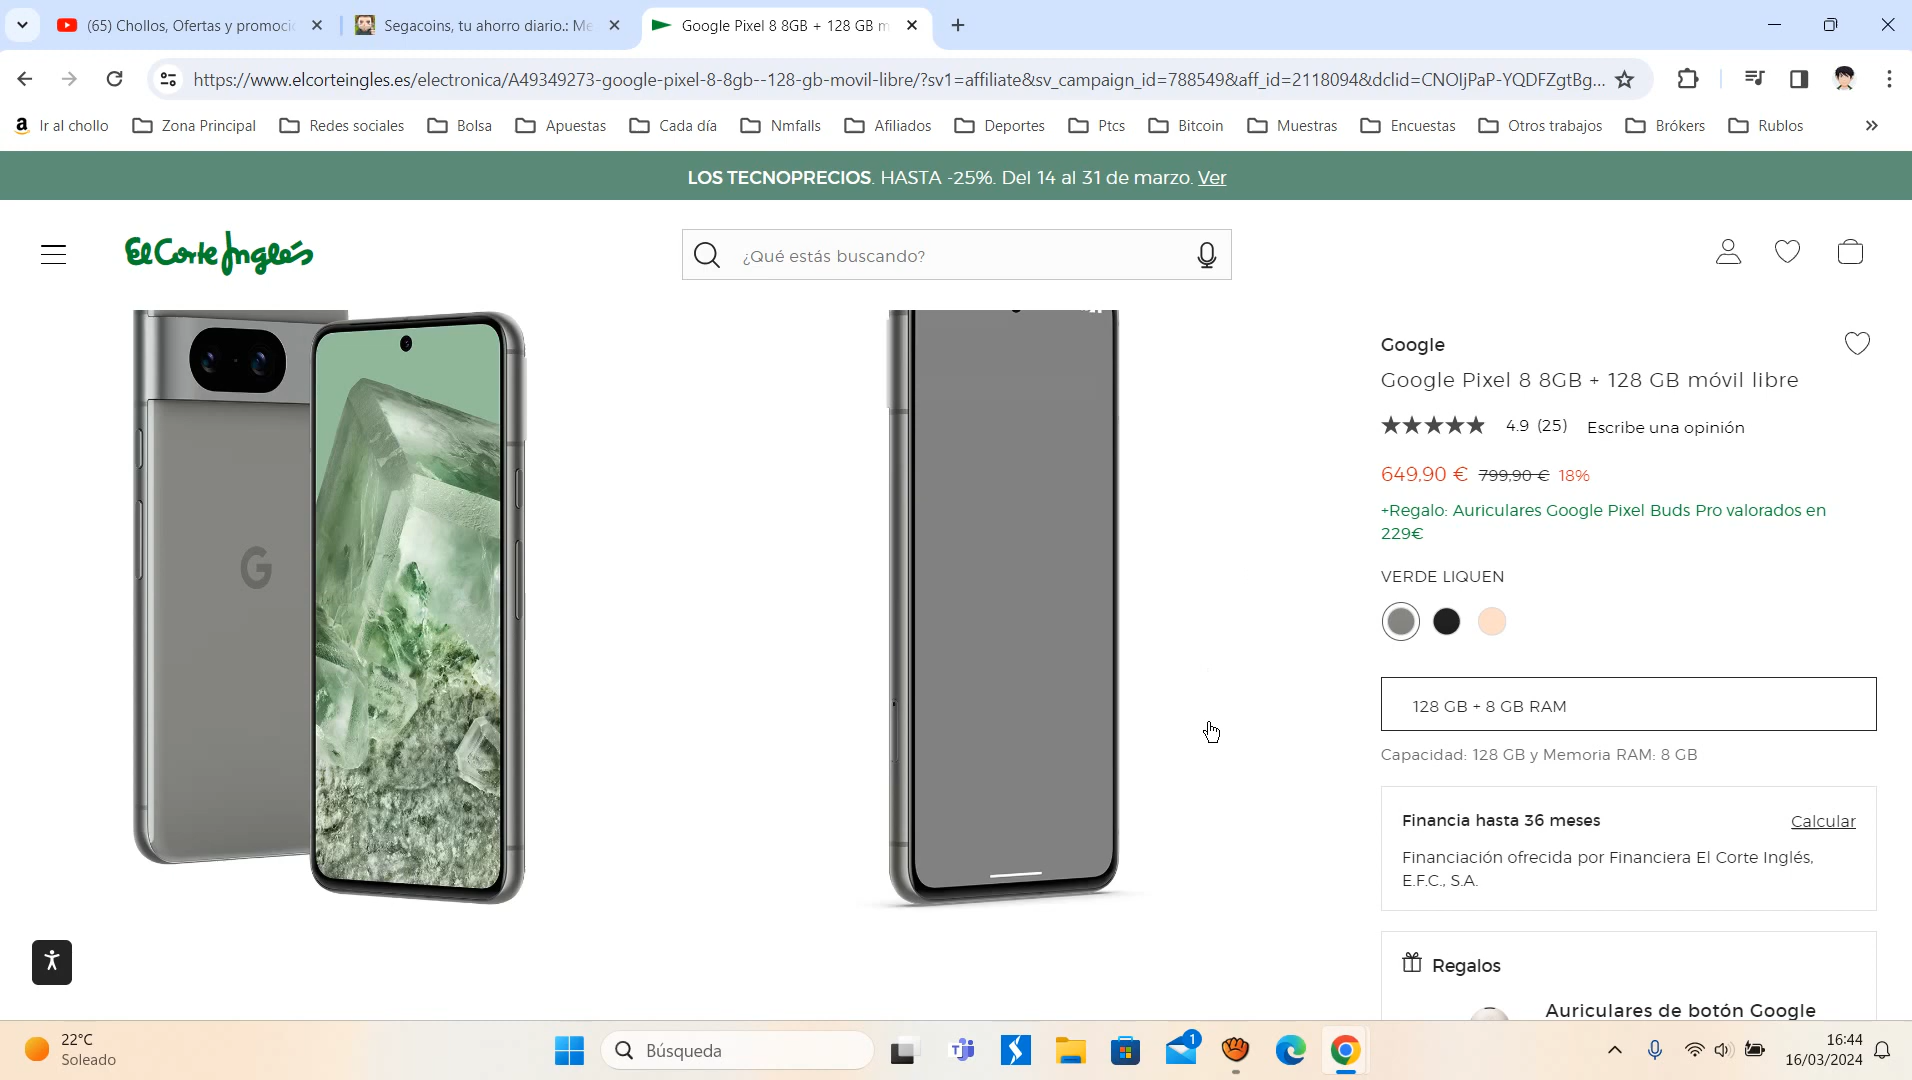 (65) Chollos, Ofertas y promocio
Segacoins, tu ahorro diario.: Me
Google Pixel 8 8GB + 128 GB m
https://www.elcorteingles.es/electronica/A49349273-google-pixel-8-8gb--128-gb-movil-libre/?sv1=affiliate&sv_campaign_id=788549&aff_id=2118094&dclid=CNOljPaP-YQDFZgtBg...
Ir al chollo
Zona Principal
Redes sociales
Bolsa
Apuestas
Cada día
Nmfalls
Afiliados
Deportes
Ptcs
Bitcoin
Muestras
Encuestas
Otros trabajos
Brókers
Rublos
LOS TECNOPRECIOS. HASTA -25%. Del 14 al 31 de marzo. Ver
El Corte Inglés
¿Qué estás buscando?
Google
Google Pixel 8 8GB + 128 GB móvil libre
4.9 (25) Escribe una opinión
649,90 € 799,90 € 18%
+Regalo: Auriculares Google Pixel Buds Pro valorados en
229€
VERDE LIQUEN
128 GB + 8 GB RAM
Capacidad: 128 GB y Memoria RAM: 8 GB
Financia hasta 36 meses
Calcular
Financiación ofrecida por Financiera El Corte Inglés,
E.F.C., S.A.
Regalos
Auriculares de botón Google
G
22°C
Soleado
Búsqueda
1
16:44
16/03/2024